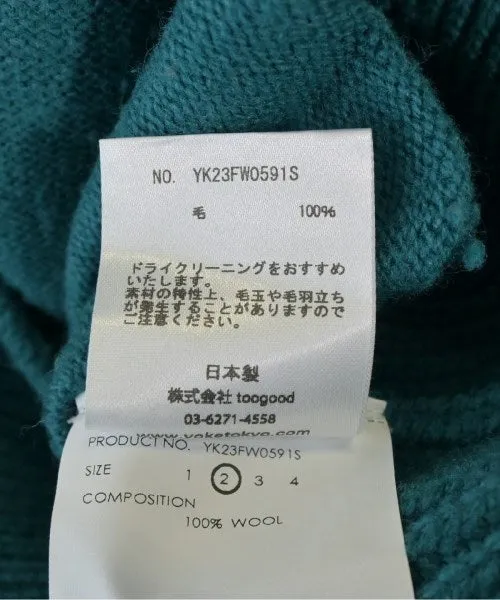 NO. YK23FW0591S
毛 100%
ドライクリーニングをおすすめ
いたします。
素材の特性上、毛玉や毛羽立ち
が発生することがありますので
ご注意ください。
日本製
株式会社 toogood
03-6271-4558
www.yoketokyo.com
PRODUCT NO. YK23FW0591S
SIZE 1 2 3 4
COMPOSITION
100% WOOL